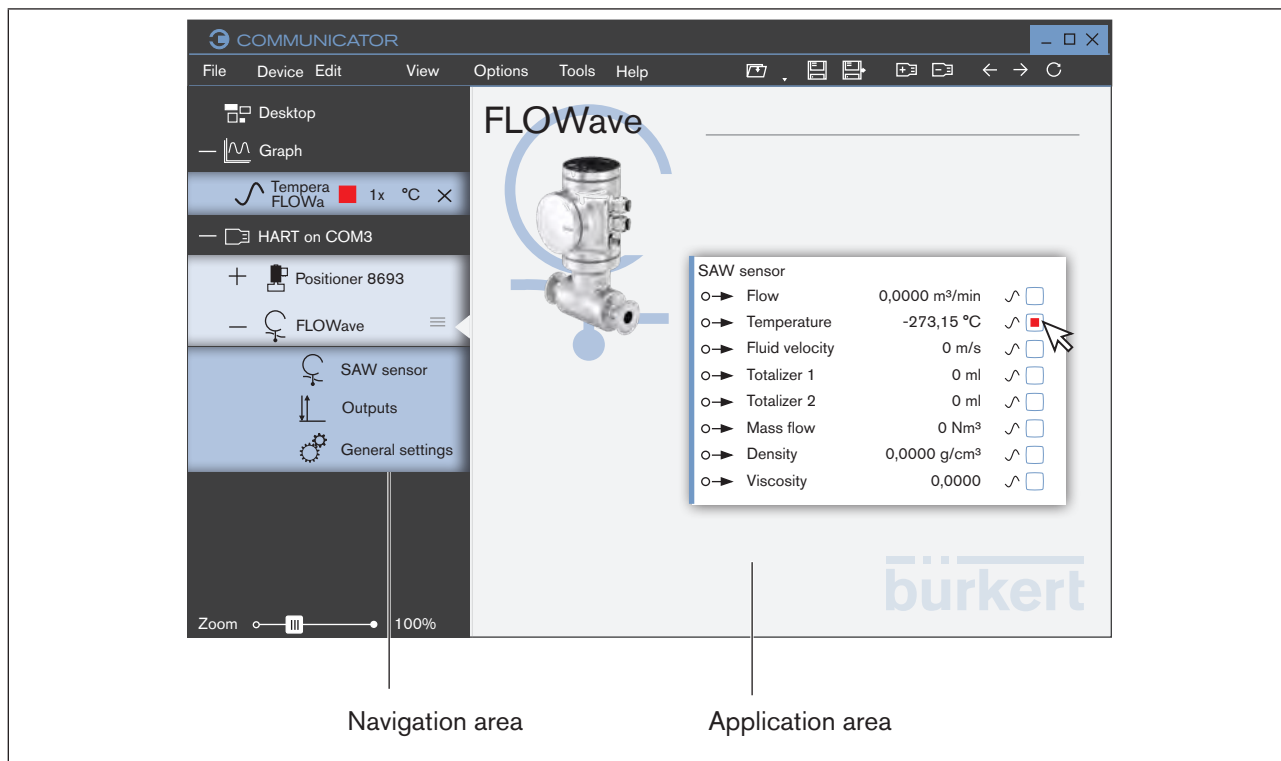 COMMUNICATOR
File Device Edit View Options Tools Help
Desktop
Graph
Tempera
FLOWa 1x °C
HART on COM3
Positioner 8693
FLOWave
SAW sensor
Outputs
General settings
Zoom 100%
FLOWave
SAW sensor
Flow 0,0000 m³/min
Temperature -273,15 °C
Fluid velocity 0 m/s
Totalizer 1 0 ml
Totalizer 2 0 ml
Mass flow 0 Nm³
Density 0,0000 g/cm³
Viscosity 0,0000
bürkert
Navigation area
Application area